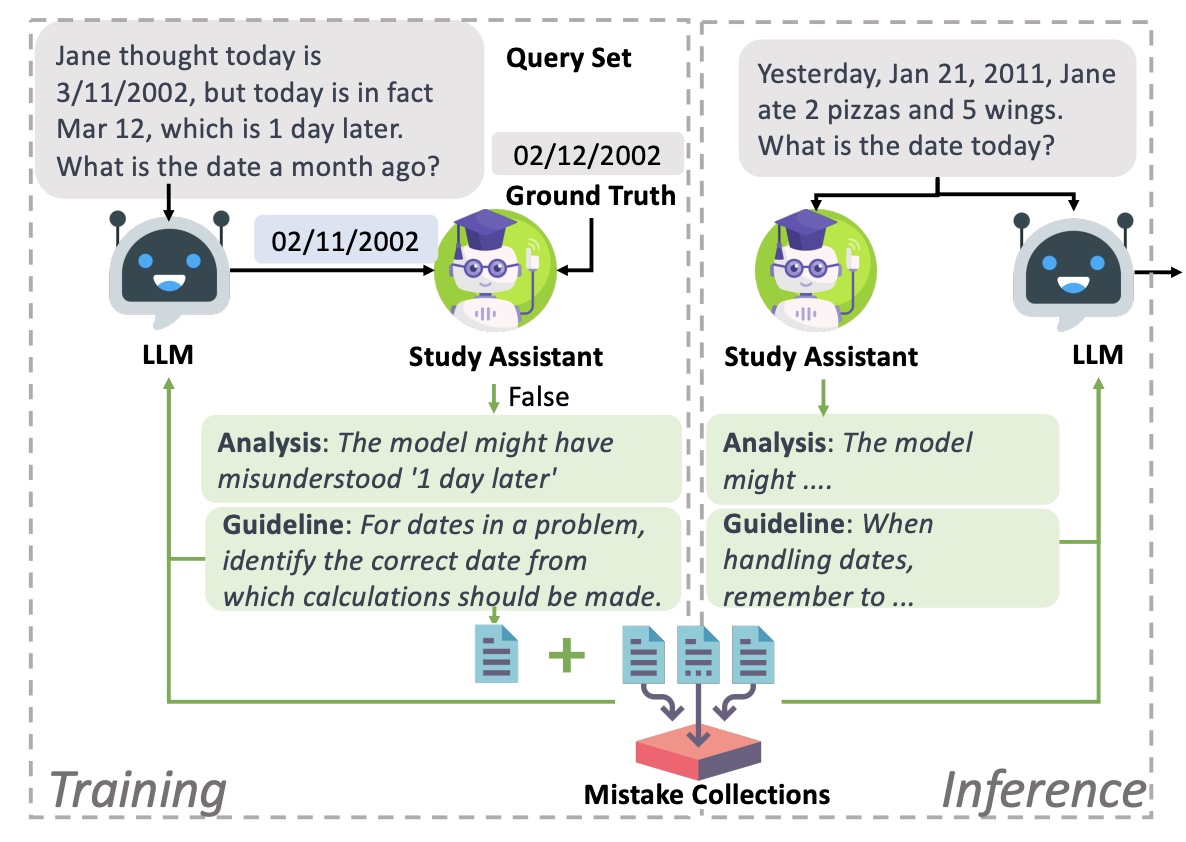 Jane thought today is
3/11/2002, but today is in fact
Mar 12, which is 1 day later.
What is the date a month ago?
Query Set
02/12/2002
Ground Truth
02/11/2002
LLM
Study Assistant
False
Analysis: The model might have
misunderstood '1 day later'
Guideline: For dates in a problem,
identify the correct date from
which calculations should be made.
Training
Yesterday, Jan 21, 2011, Jane
ate 2 pizzas and 5 wings.
What is the date today?
Study Assistant
LLM
Analysis: The model
might ....
Guideline: When
handling dates,
remember to ...
Mistake Collections
Inference